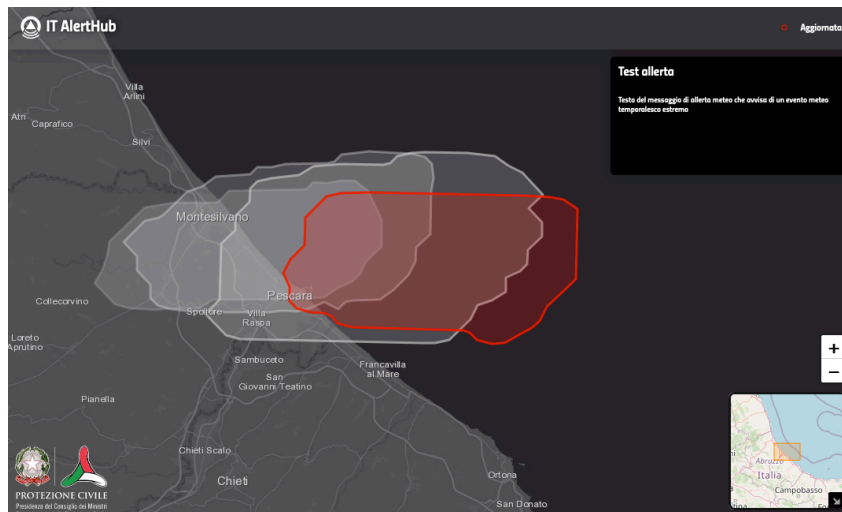 IT AlertHub
Aggiornata
Test allerta
Testo del messaggio di allerta meteo che avvisa di un evento meteo
temporalesco estremo
Villa
Arlini
Atri
Caprafico
Silvi
Montesilvano
Collecorvino
Pescara
Spoltore
Villa
Raspa
Loreto
Aprutino
Sambuceto
Francavilla
al Mare
San
Giovanni Teatino
Pianella
Chieti Scalo
Chieti
Ortona
San Donato
+
−
Abruzzo
Italia
Campobasso
PROTEZIONE CIVILE
Presidenza del Consiglio dei Ministri